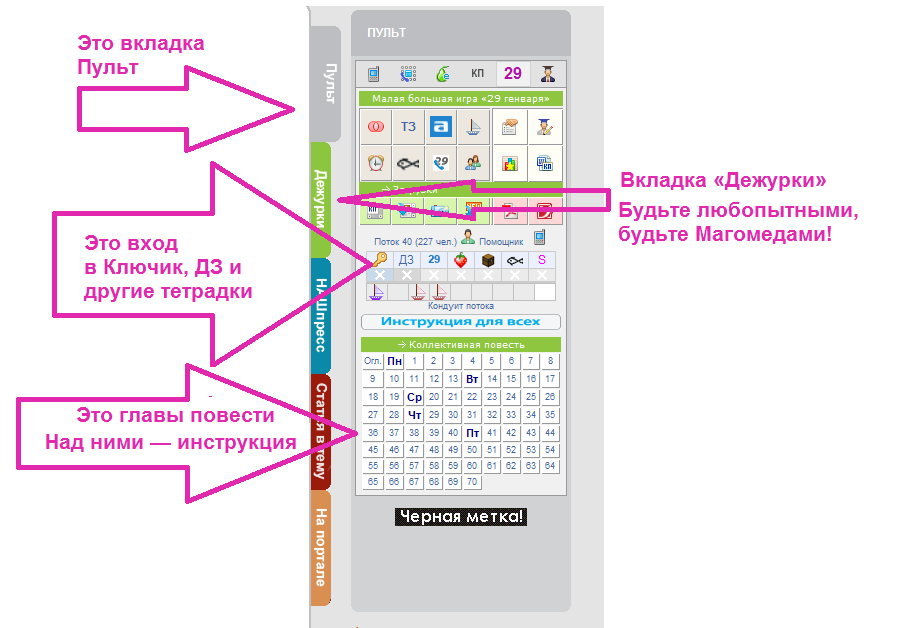 Это вкладка
Пульт
ПУЛЬТ
Пульт
КП
29
Малая большая игра «29 генваря»
ТЗ
a
29
КП
Дежурки
Вкладка «Дежурки»
Будьте любопытными,
будьте Магомедами!
Это вход
в Ключик, ДЗ и
другие тетрадки
Поток 40 (227 чел.)
Помощник
ДЗ
29
S
Кондуит потока
НАШпресс
Инструкция для всех
Коллективная повесть
Огл. Пн 1 2 3 4 5 6 7 8
9 10 11 12 13 Вт 14 15 16 17
18 19 Ср 20 21 22 23 24 25 26
27 28 Чт 29 30 31 32 33 34 35
36 37 38 39 40 Пт 41 42 43 44
45 46 47 48 49 50 51 52 53 54
55 56 57 58 59 60 61 62 63 64
65 66 67 68 69 70
Это главы повести
Над ними — инструкция
Статья в тему
На портале
Черная метка!